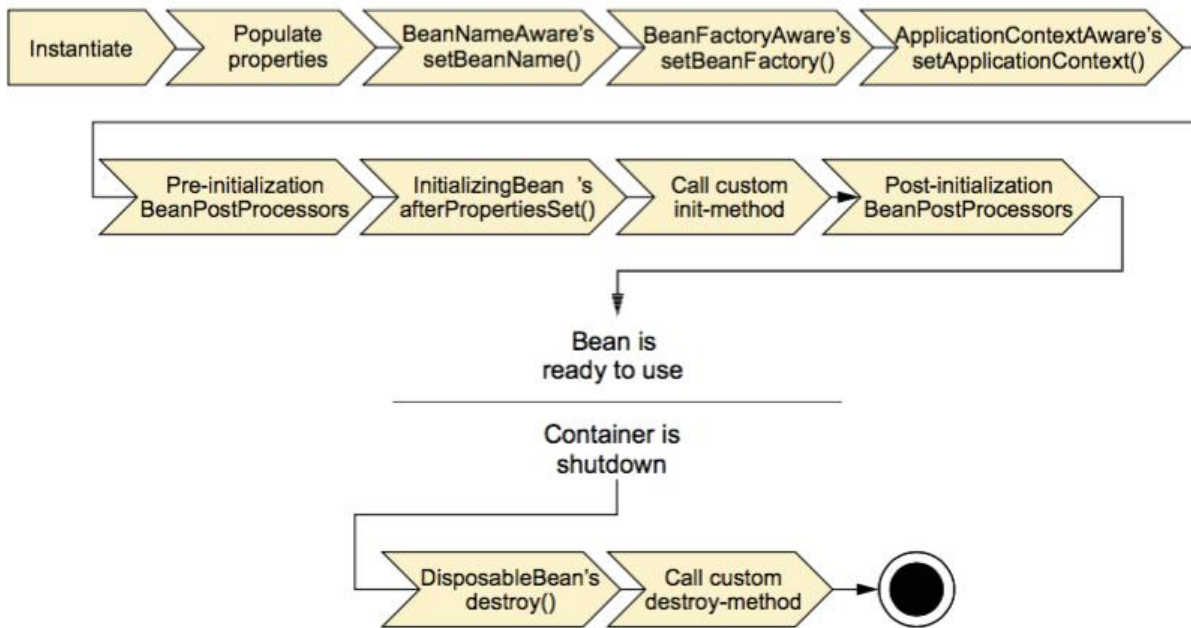 Instantiate
Populate
properties
BeanNameAware's
setBeanName()
BeanFactoryAware's
setBeanFactory()
ApplicationContextAware's
setApplicationContext()
Pre-initialization
BeanPostProcessors
InitializingBean 's
afterPropertiesSet()
Call custom
init-method
Post-initialization
BeanPostProcessors
Bean is
ready to use
Container is
shutdown
DisposableBean's
destroy()
Call custom
destroy-method